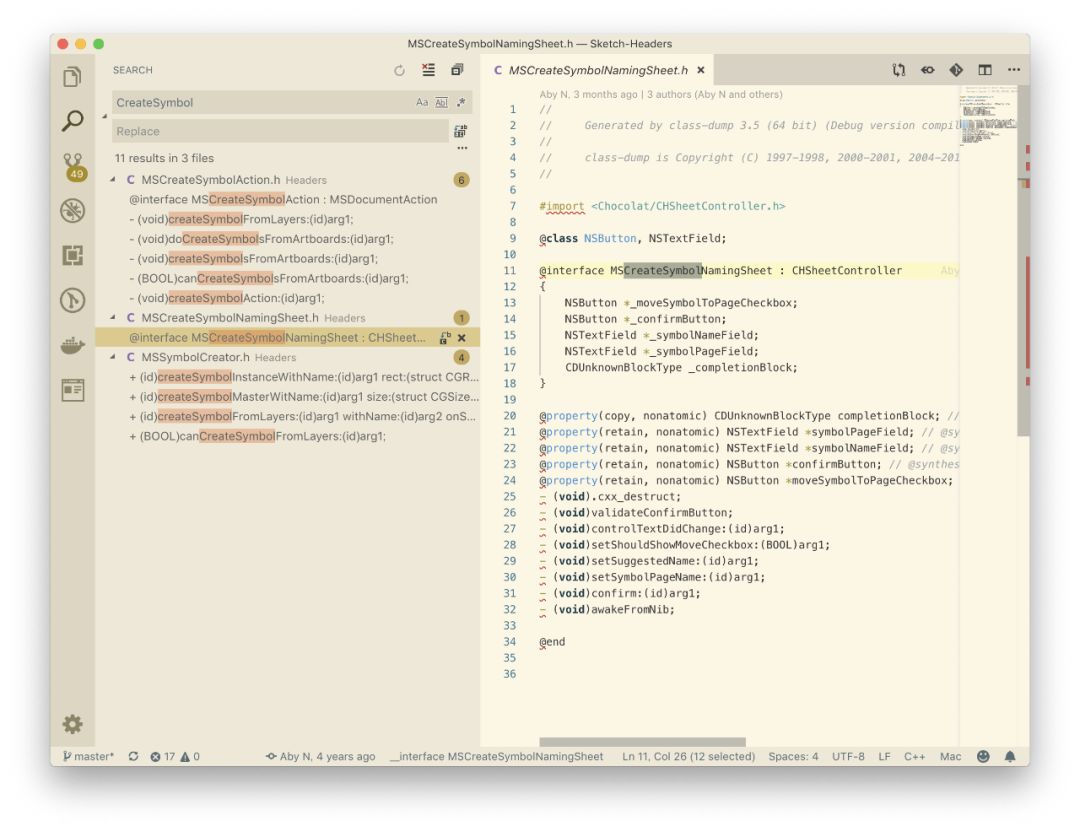 MSCreateSymbolNamingSheet.h — Sketch-Headers
SEARCH
CreateSymbol
Aa Abl .*
Replace
11 results in 3 files
MSCreateSymbolAction.h Headers 6
@interface MSCreateSymbolAction : MSDocumentAction
- (void)createSymbolFromLayers:(id)arg1;
- (void)doCreateSymbolsFromArtboards:(id)arg1;
- (void)createSymbolsFromArtboards:(id)arg1;
- (BOOL)canCreateSymbolsFromArtboards:(id)arg1;
- (void)createSymbolAction:(id)arg1;
C MSCreateSymbolNamingSheet.h Headers 1
@interface MSCreateSymbolNamingSheet : CHSheet...
C MSSymbolCreator.h Headers 4
+ (id)createSymbolInstanceWithName:(id)arg1 rect:(struct CGR...
+ (id)createSymbolMasterWitName:(id)arg1 size:(struct CGSize...
+ (id)createSymbolFromLayers:(id)arg1 withName:(id)arg2 onS...
+ (BOOL)canCreateSymbolFromLayers:(id)arg1;
49
C MSCreateSymbolNamingSheet.h ×
Aby N, 3 months ago | 3 authors (Aby N and others)
1 //
2 // Generated by class-dump 3.5 (64 bit) (Debug version compil
3 //
4 // class-dump is Copyright (C) 1997-1998, 2000-2001, 2004-201
5 //
6
7 #import <Chocolat/CHSheetController.h>
8
9 @class NSButton, NSTextField;
10
11 @interface MSCreateSymbolNamingSheet : CHSheetController Aby
12 {
13 NSButton *_moveSymbolToPageCheckbox;
14 NSButton *_confirmButton;
15 NSTextField *_symbolNameField;
16 NSTextField *_symbolPageField;
17 CDUnknownBlockType _completionBlock;
18 }
19
20 @property(copy, nonatomic) CDUnknownBlockType completionBlock; //
21 @property(retain, nonatomic) NSTextField *symbolPageField; // @sy
22 @property(retain, nonatomic) NSTextField *symbolNameField; // @sy
23 @property(retain, nonatomic) NSButton *confirmButton; // @synthes
24 @property(retain, nonatomic) NSButton *moveSymbolToPageCheckbox;
25 - (void).cxx_destruct;
26 - (void)validateConfirmButton;
27 - (void)controlTextDidChange:(id)arg1;
28 - (void)setShouldShowMoveCheckbox:(BOOL)arg1;
29 - (void)setSuggestedName:(id)arg1;
30 - (void)setSymbolPageName:(id)arg1;
31 - (void)confirm:(id)arg1;
32 - (void)awakeFromNib;
33
34 @end
35
36
master* 17 0 Aby N, 4 years ago __interface MSCreateSymbolNamingSheet Ln 11, Col 26 (12 selected) Spaces: 4 UTF-8 LF C++ Mac